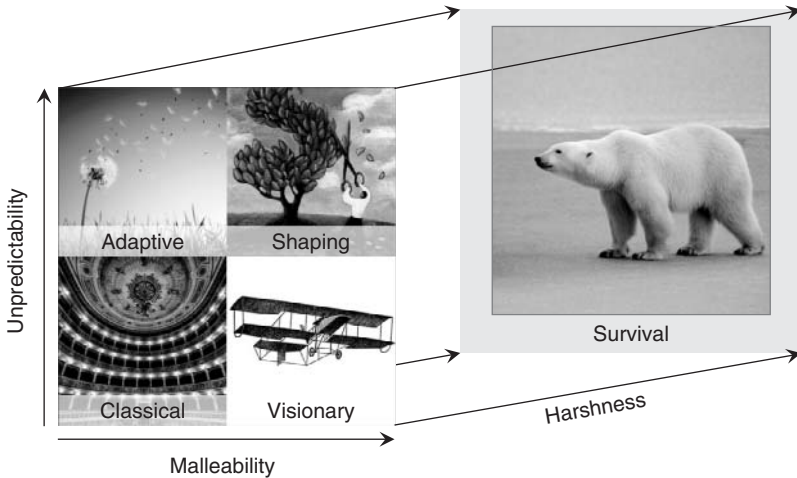 Unpredictability
Adaptive
Shaping
Classical
Visionary
Malleability
Survival
Harshness